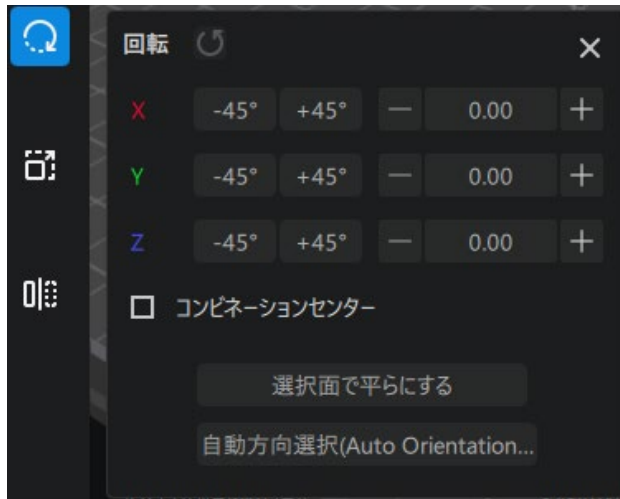 回転
X -45° +45° — 0.00 +
Y -45° +45° — 0.00 +
Z -45° +45° — 0.00 +
コンビネーションセンター
選択面で平らにする
自動方向選択(Auto Orientation...